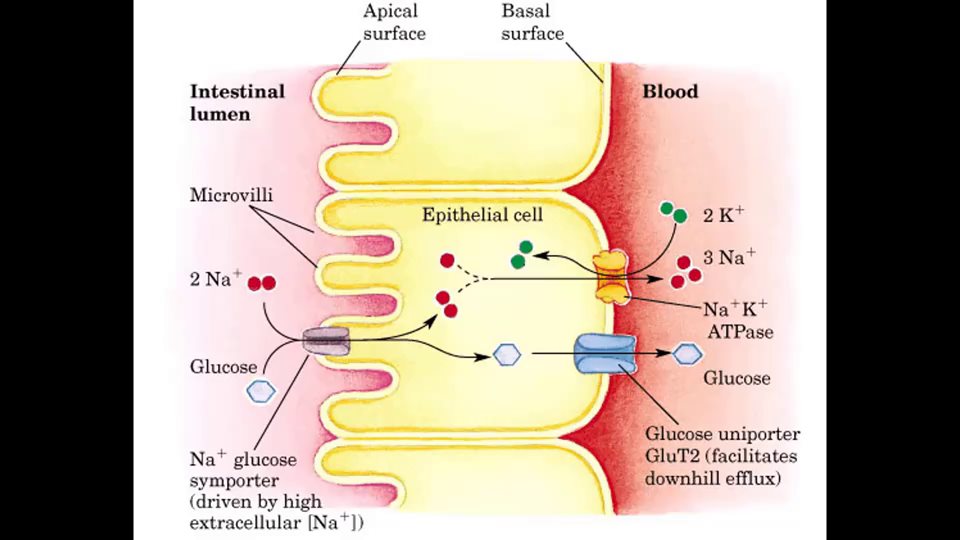 Apical
surface
Basal
surface
Intestinal
lumen
Blood
Microvilli
Epithelial cell
2 K⁺
3 Na⁺
2 Na⁺
Na⁺K⁺
ATPase
Glucose
Glucose
Na⁺ glucose
symporter
(driven by high
extracellular [Na⁺])
Glucose uniporter
GluT2 (facilitates
downhill efflux)